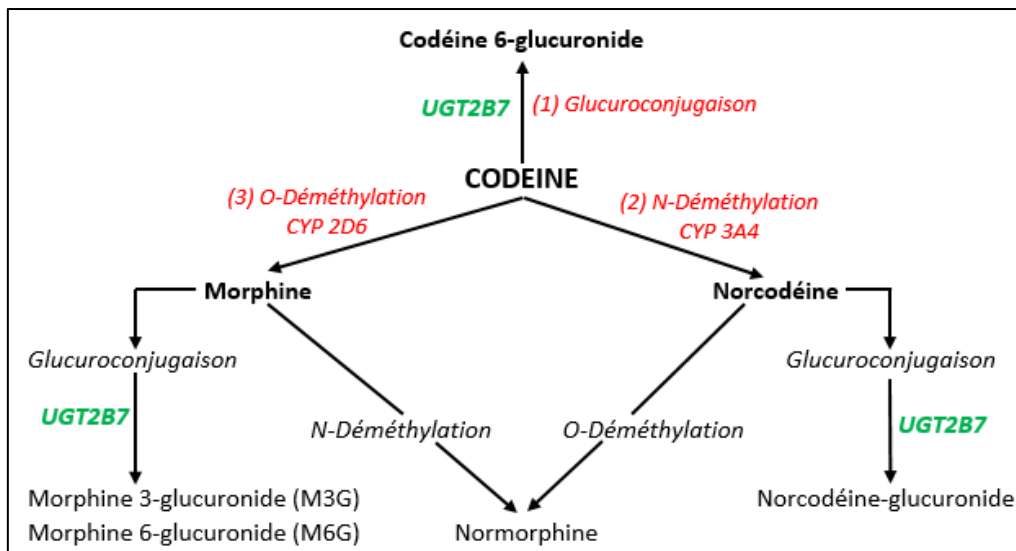 Codéine 6-glucuronide
UGT2B7
(1) Glucuroconjugaison
CODEINE
(3) O-Déméthylation
CYP 2D6
(2) N-Déméthylation
CYP 3A4
Morphine
Norcodéine
Glucuroconjugaison
Glucuroconjugaison
UGT2B7
N-Déméthylation
O-Déméthylation
UGT2B7
Morphine 3-glucuronide (M3G)
Morphine 6-glucuronide (M6G)
Normorphine
Norcodéine-glucuronide